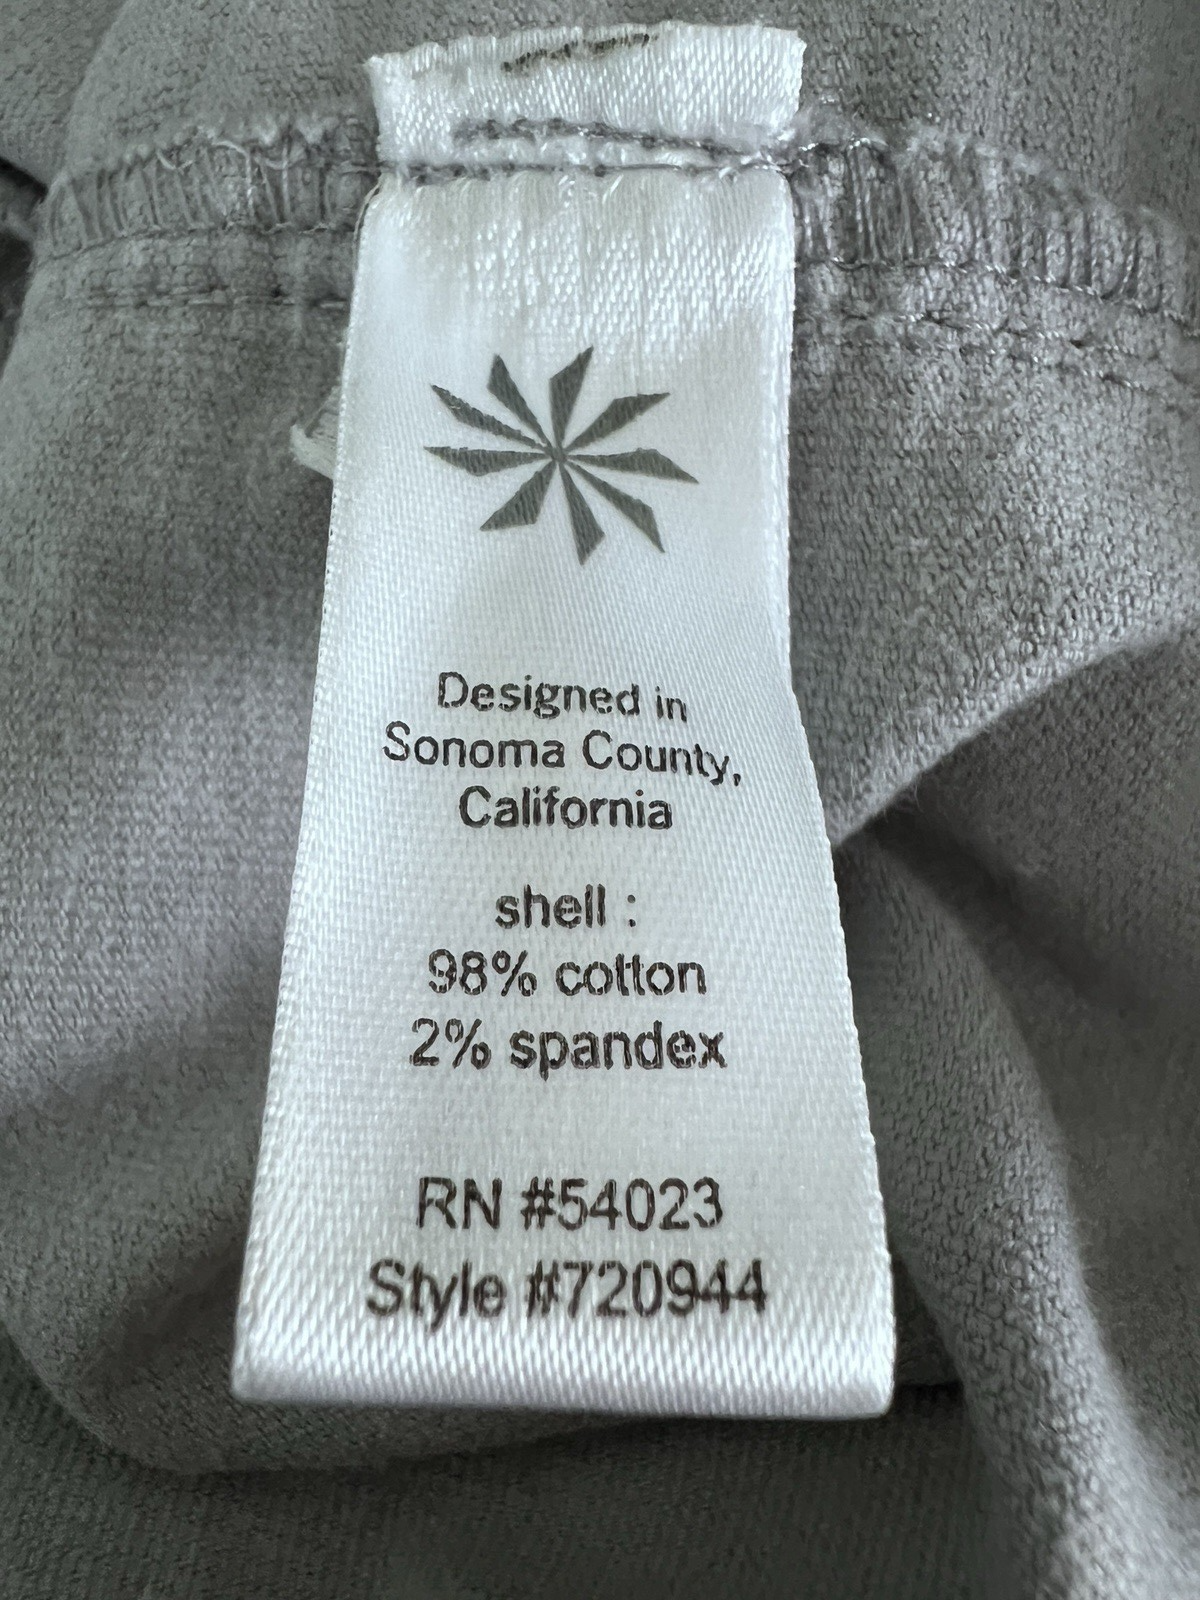 Designed in
Sonoma County,
California
shell :
98% cotton
2% spandex
RN #54023
Style #720944